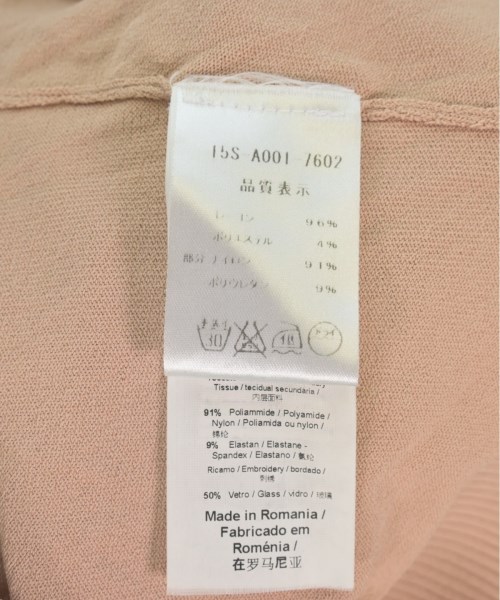 15S-A001-7602
品質表示
レーヨン 96%
ポリエステル 4%
部分 ナイロン 91%
ポリウレタン 9%
30
ドライ
Tissue / tecidual secundária /
内层面料
91% Poliammide / Polyamide /
Nylon / Poliamida ou nylon /
锦纶
9% Elastan / Elastane -
Spandex / Elastano / 氨纶
Ricamo / Embroidery / bordado /
刺绣
50% Vetro / Glass / vidro / 玻璃
Made in Romania /
Fabricado em
Roménia /
在罗马尼亚